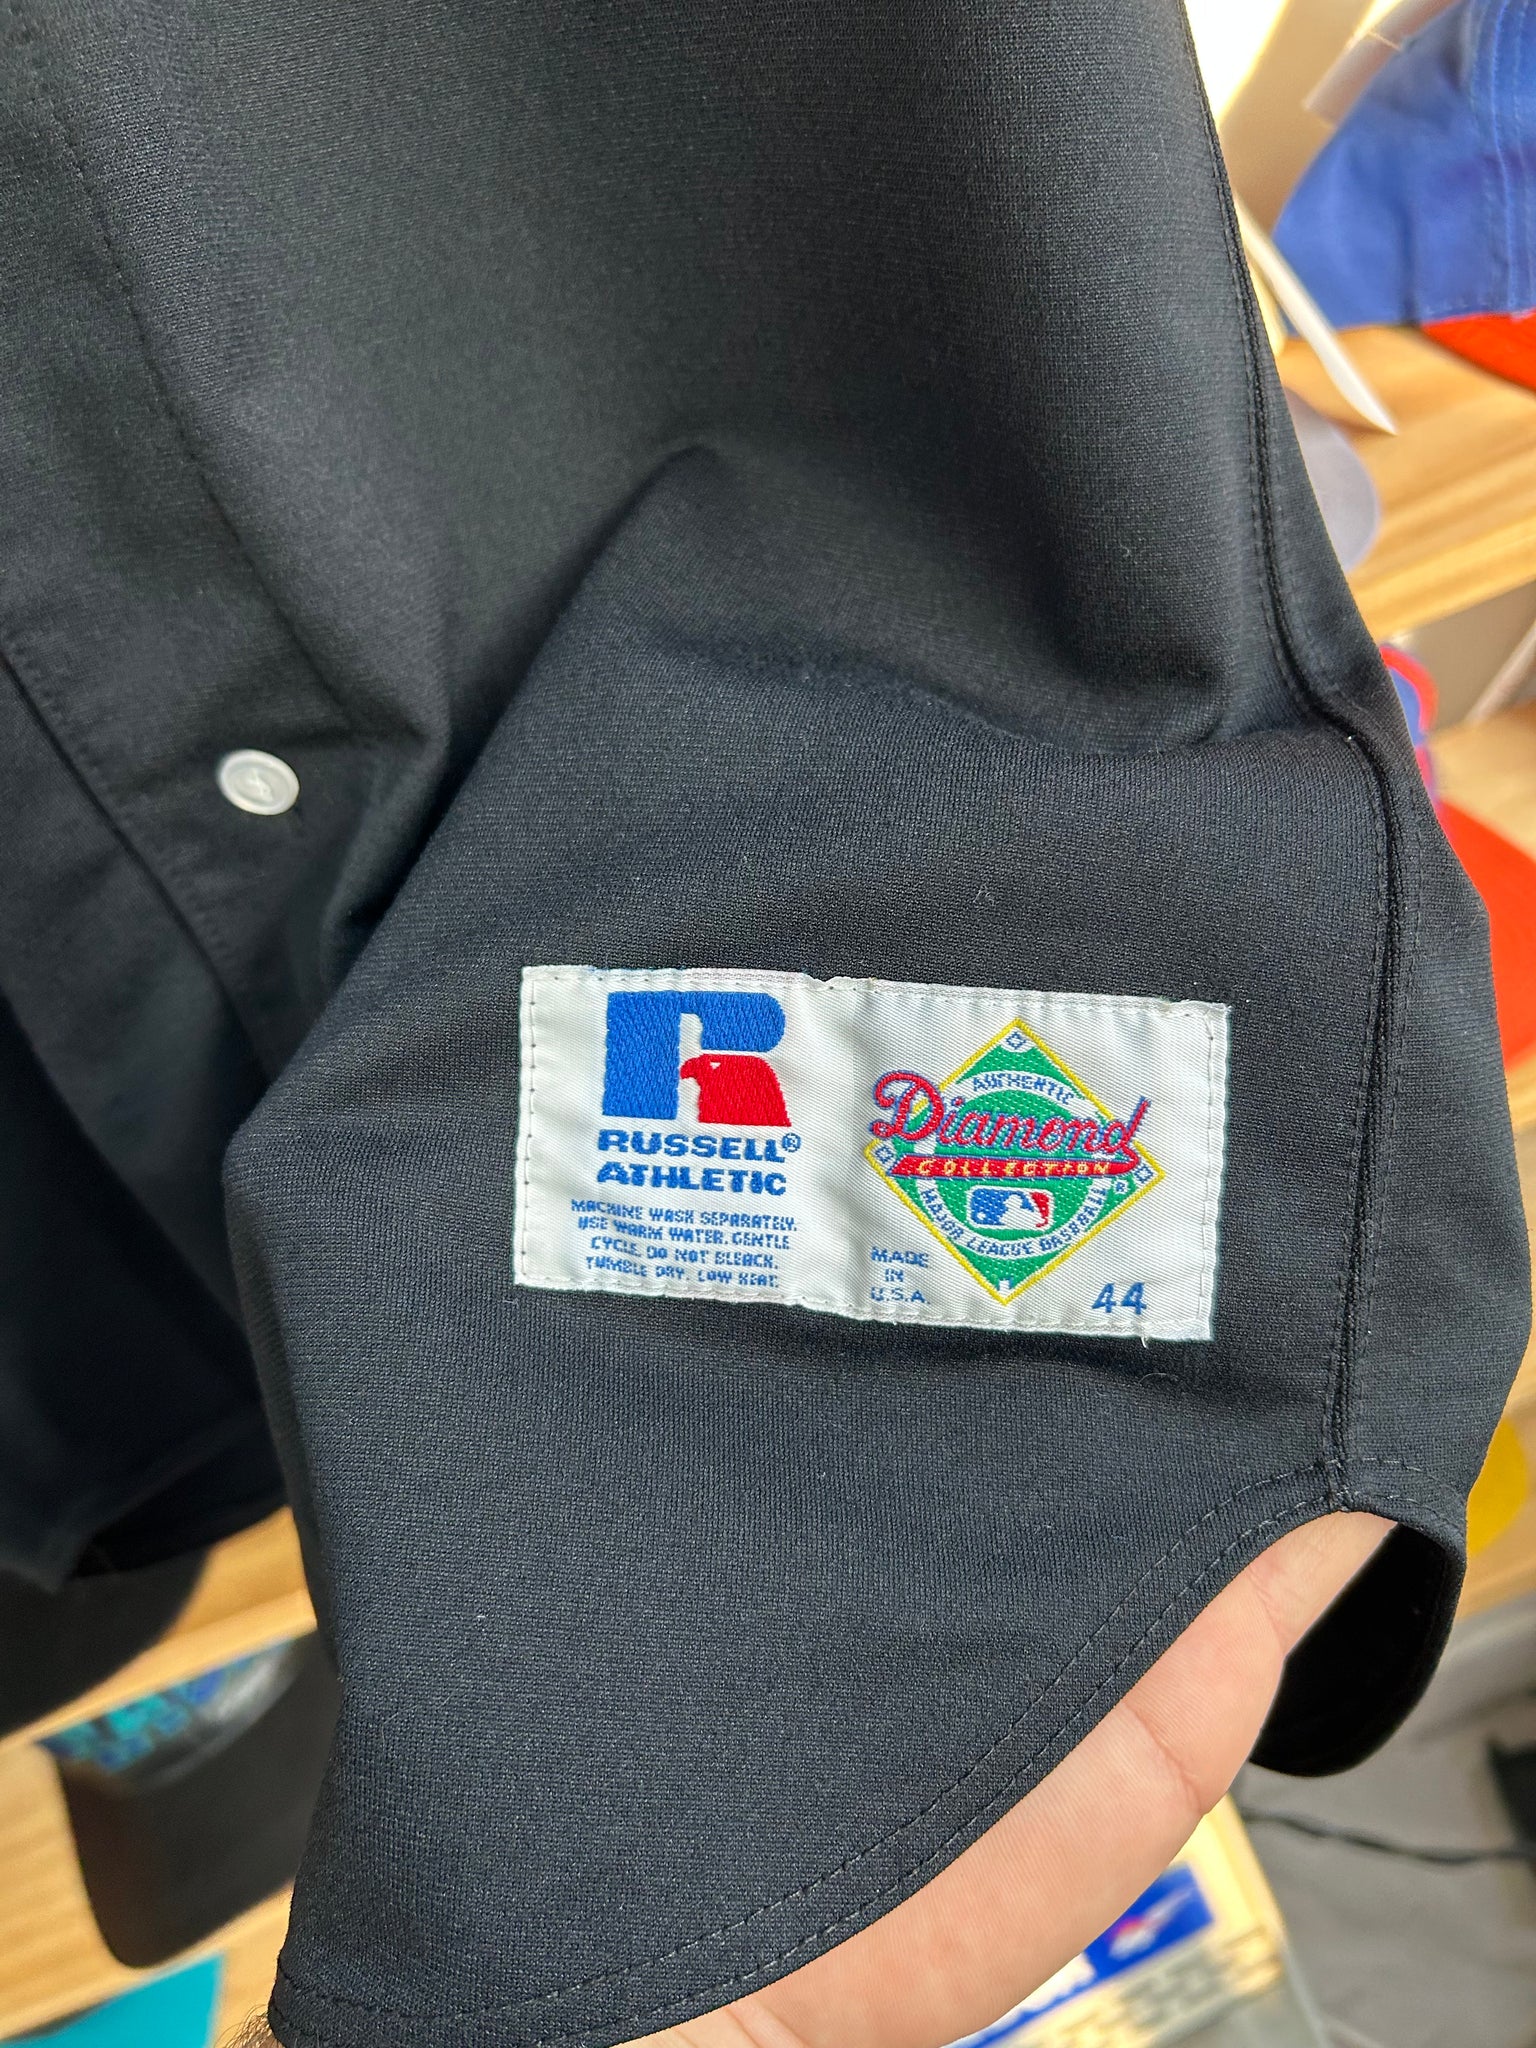 RUSSELL®
ATHLETIC
MACHINE WASH SEPARATELY.
USE WARM WATER, GENTLE
CYCLE. DO NOT BLEACH.
TUMBLE DRY. LOW HEAT.
AUTHENTIC
Diamond
COLLECTION
MAJOR LEAGUE BASEBALL®
MADE
IN
U.S.A.
44